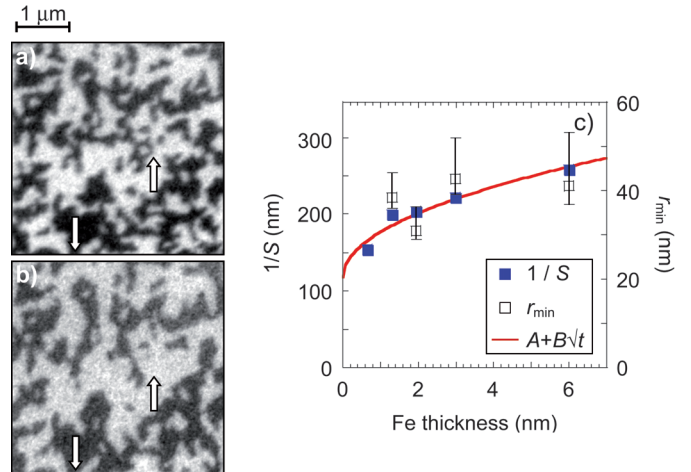 1 μm
a)
b)
c)
300
200
100
0
1/S (nm)
60
40
20
0
r_min (nm)
1 / S
r_min
A+B√t
0
2
4
6
Fe thickness (nm)